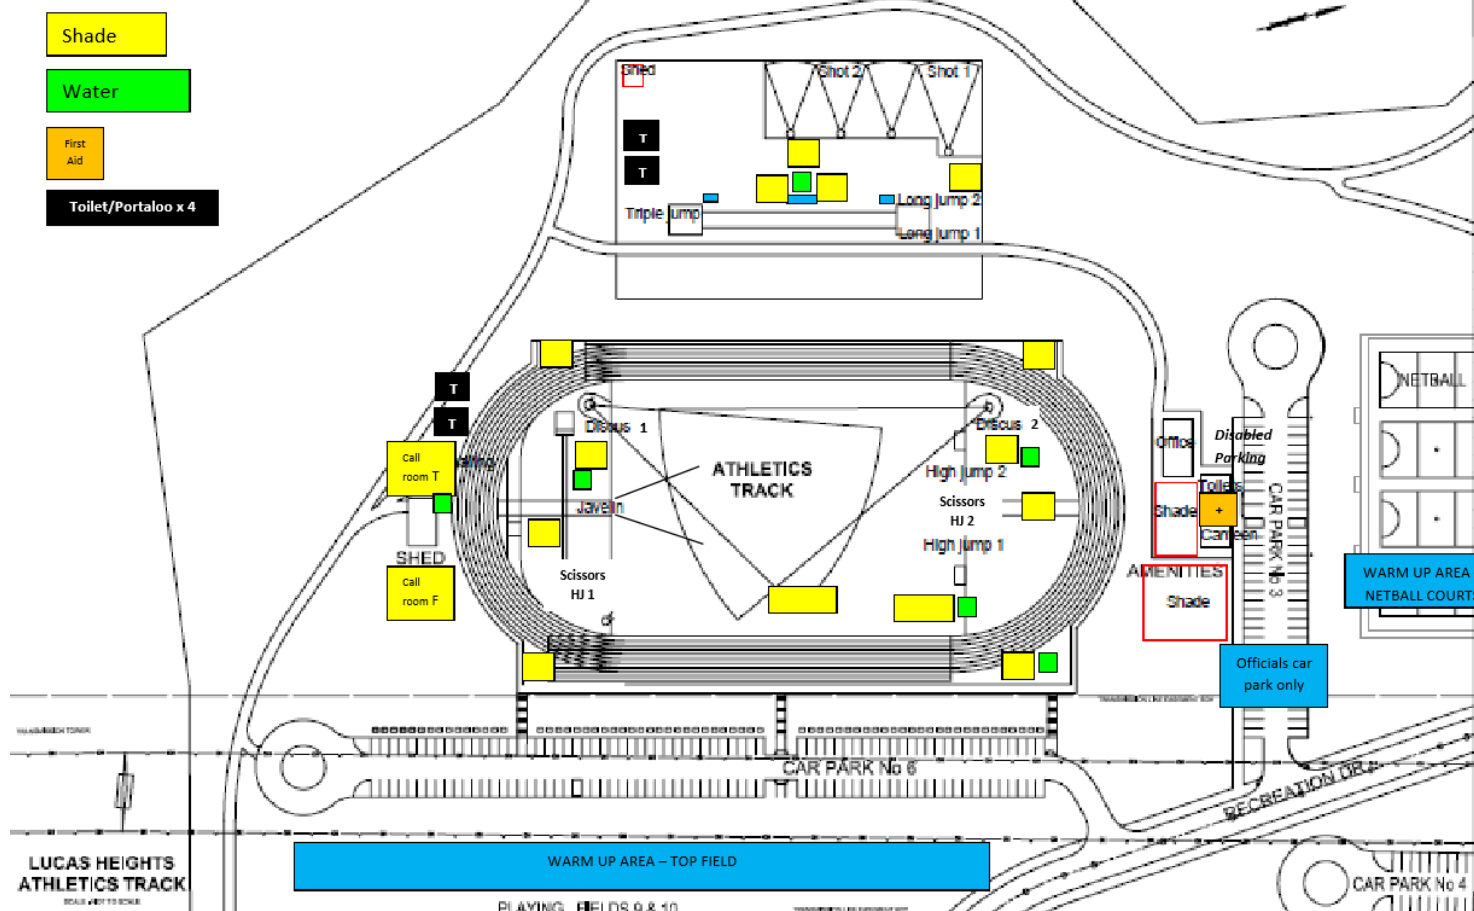 Shade
Water
First
Aid
Toilet/Portaloo x 4
Shed
Shot 2
Shot 1
T
T
Triple jump
Long jump 2
Long jump 1
T
T
Call
room T
SHED
Call
room F
Discus 1
Discus 2
ATHLETICS
TRACK
Javelin
High jump 2
Scissors
HJ 2
High jump 1
Scissors
HJ 1
Office
Disabled
Parking
Toilets
Shade
+
Canteen
AMENITIES
Shade
CAR PARK No 3
NETBALL
WARM UP AREA
NETBALL COURTS
Officials car
park only
CAR PARK No 6
RECREATION DR
WARM UP AREA – TOP FIELD
LUCAS HEIGHTS
ATHLETICS TRACK
SCALE : NOT TO SCALE
CAR PARK No 4
PLAYING FIELDS 9 & 10